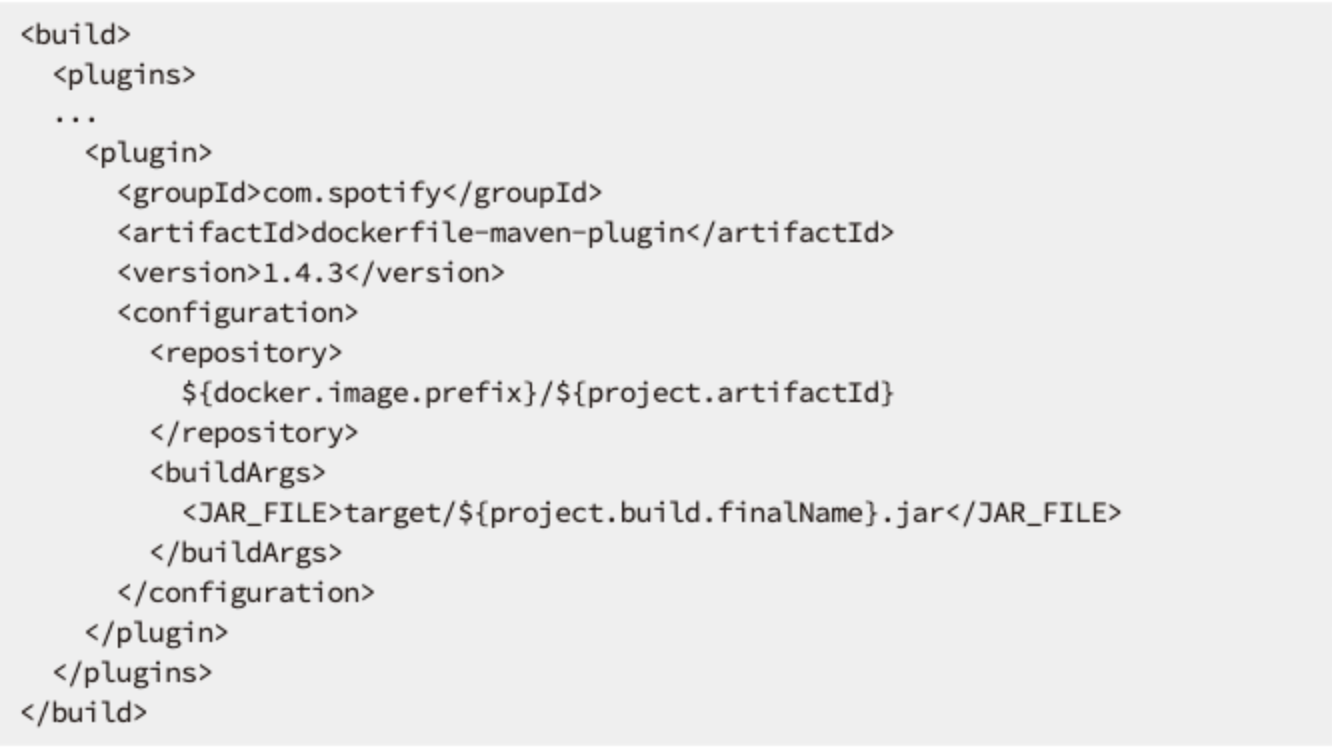 <build>
  <plugins>
  ...
    <plugin>
      <groupId>com.spotify</groupId>
      <artifactId>dockerfile-maven-plugin</artifactId>
      <version>1.4.3</version>
      <configuration>
        <repository>
          ${docker.image.prefix}/${project.artifactId}
        </repository>
        <buildArgs>
          <JAR_FILE>target/${project.build.finalName}.jar</JAR_FILE>
        </buildArgs>
      </configuration>
    </plugin>
  </plugins>
</build>